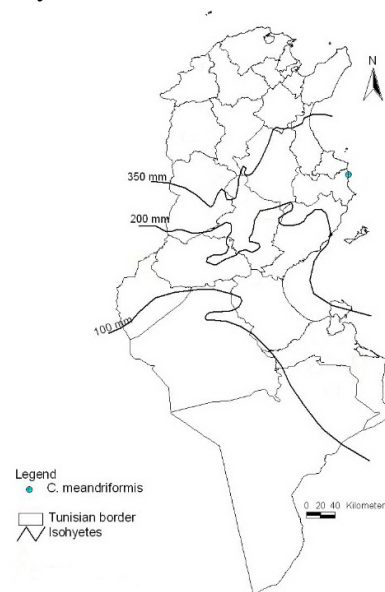 N
350 mm
200 mm
100 mm
Legend
C. meandriformis
Tunisian border
Isohyetes
0 20 40 Kilometer